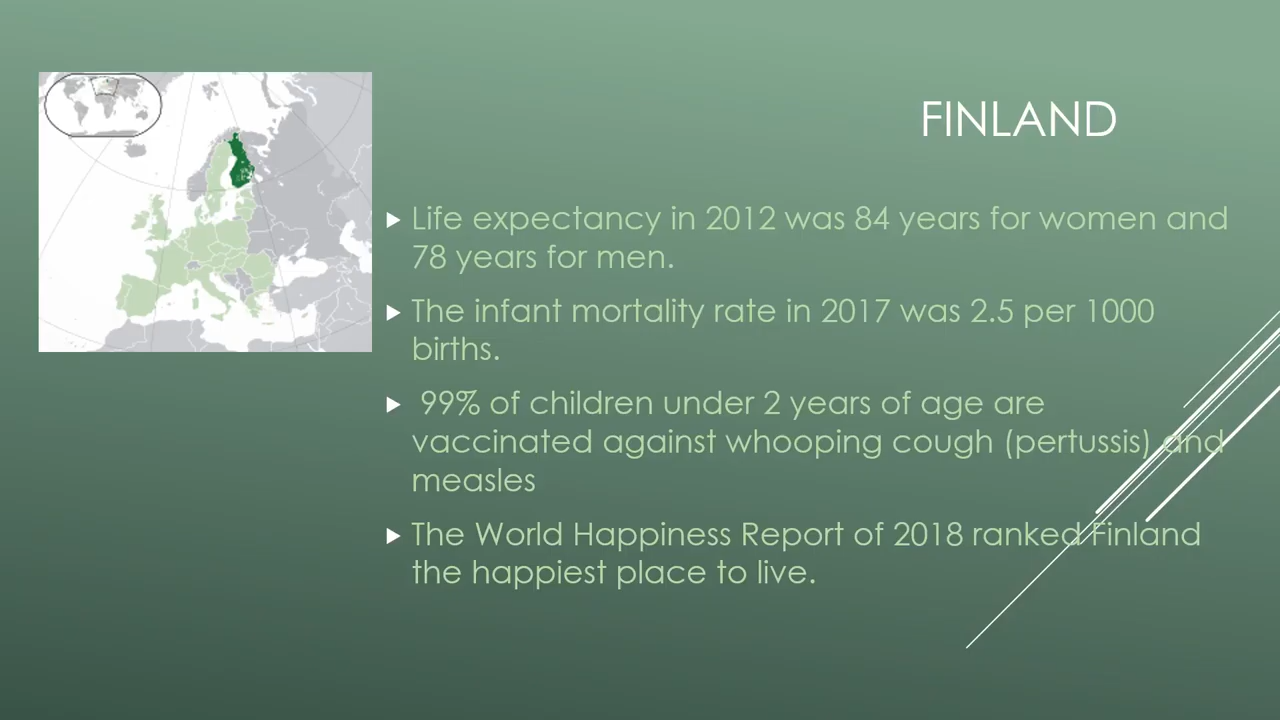 FINLAND
Life expectancy in 2012 was 84 years for women and
78 years for men.
The infant mortality rate in 2017 was 2.5 per 1000
births.
99% of children under 2 years of age are
vaccinated against whooping cough (pertussis) and
measles
The World Happiness Report of 2018 ranked Finland
the happiest place to live.